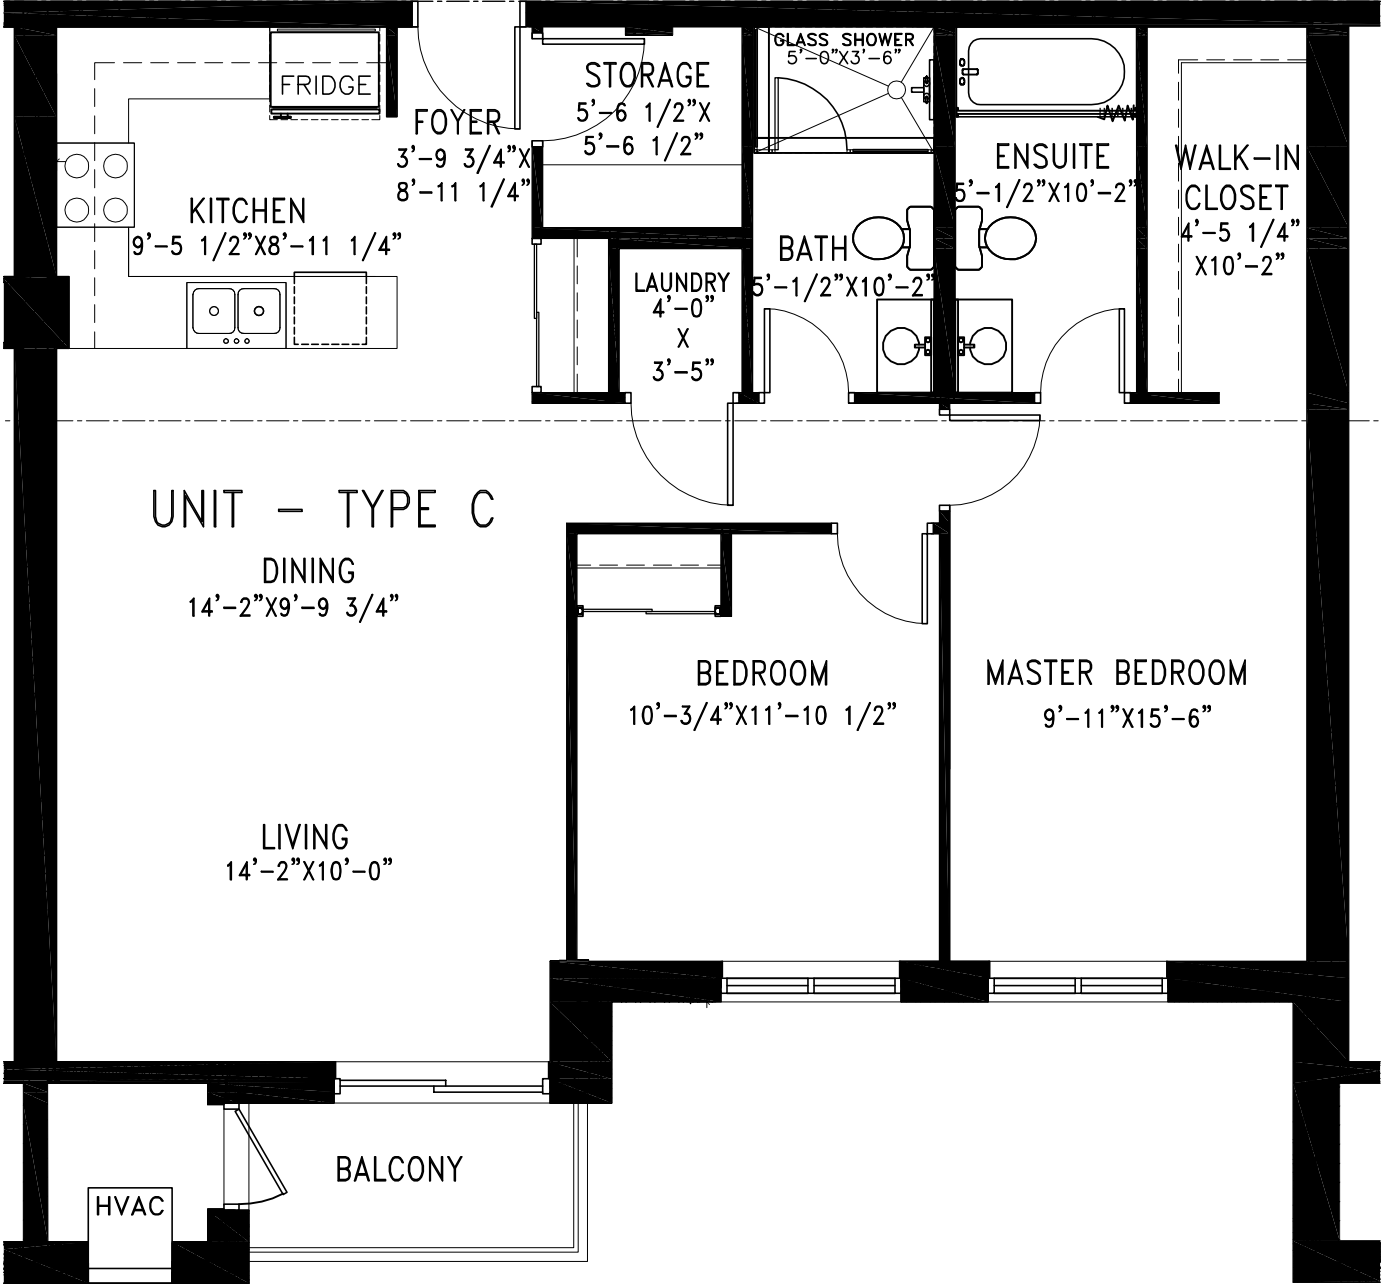 GLASS SHOWER
5'-0"X3'-6"
FRIDGE
STORAGE
5'-6 1/2"X
5'-6 1/2"
FOYER
3'-9 3/4"X
8'-11 1/4"
ENSUITE
5'-1/2"X10'-2"
WALK-IN
CLOSET
4'-5 1/4"
X10'-2"
KITCHEN
9'-5 1/2"X8'-11 1/4"
BATH
5'-1/2"X10'-2"
LAUNDRY
4'-0"
X
3'-5"
UNIT - TYPE C
DINING
14'-2"X9'-9 3/4"
BEDROOM
10'-3/4"X11'-10 1/2"
MASTER BEDROOM
9'-11"X15'-6"
LIVING
14'-2"X10'-0"
BALCONY
HVAC